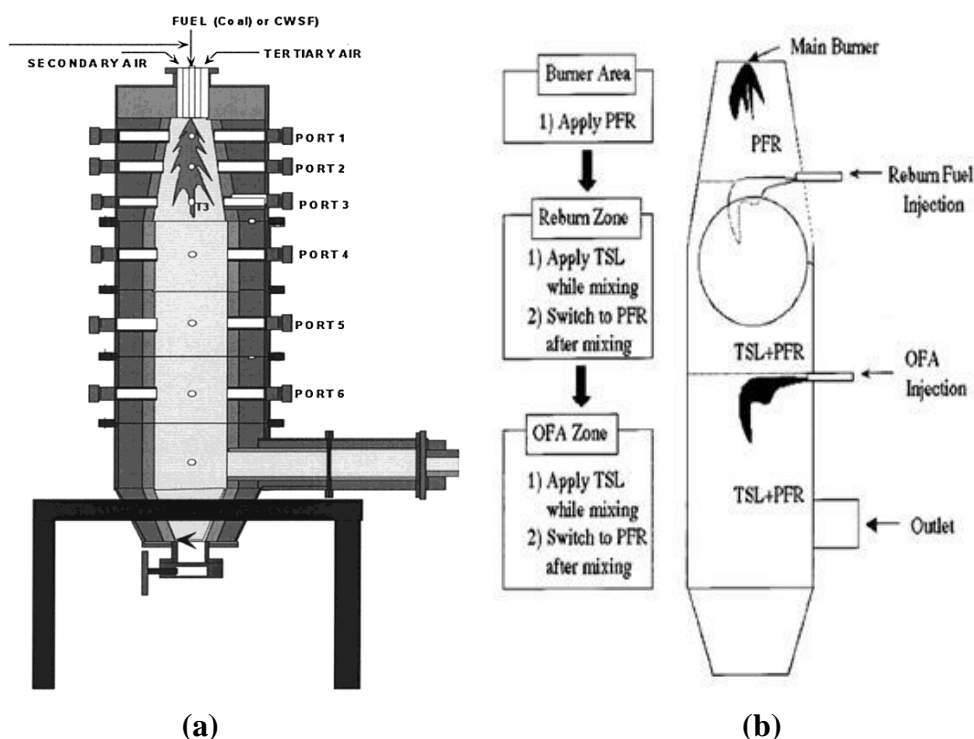 FUEL (Coal) or CWSF
SECONDARY AIR
TERTIARY AIR
PORT 1
PORT 2
T3
PORT 3
PORT 4
PORT 5
PORT 6
(a)
Burner Area
1) Apply PFR
Reburn Zone
1) Apply TSL
while mixing
2) Switch to PFR
after mixing
OFA Zone
1) Apply TSL
while mixing
2) Switch to PFR
after mixing
Main Burner
PFR
Reburn Fuel
Injection
TSL+PFR
OFA
Injection
TSL+PFR
Outlet
(b)